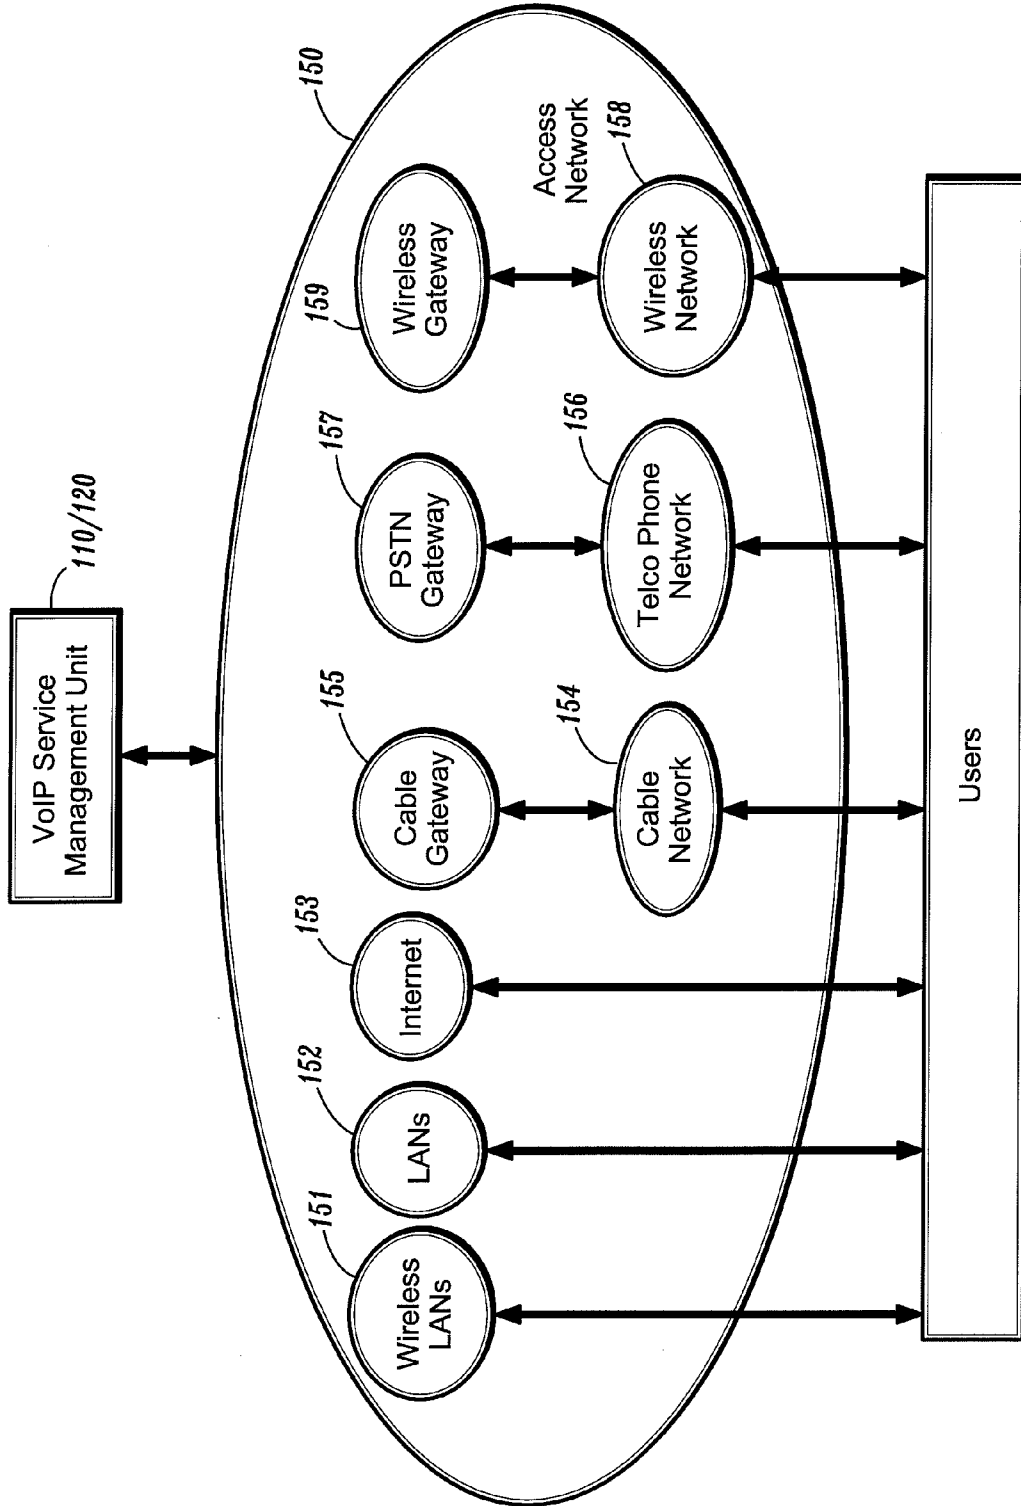 VoIP Service
Management Unit
110/120
150
Wireless
LANs
151
LANs
152
Internet
153
Cable
Gateway
155
PSTN
Gateway
157
Wireless
Gateway
159
Access
Network
Cable
Network
154
Telco Phone
Network
156
Wireless
Network
158
Users